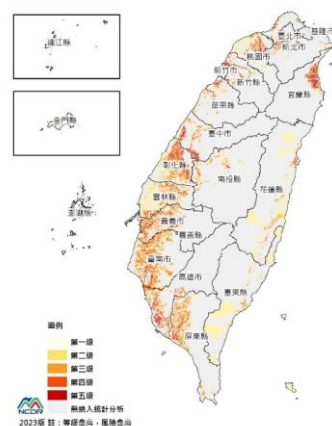 連江縣
金門縣
澎湖縣
基隆市
臺北市
新北市
桃園市
新竹市
新竹縣
宜蘭縣
苗栗縣
臺中市
彰化縣
南投縣
花蓮縣
雲林縣
嘉義市
嘉義縣
臺南市
高雄市
臺東縣
屏東縣
圖例
第一級
第二級
第三級
第四級
第五級
無納入統計分析
NCDR
2023版 註：等級愈高，風險愈高